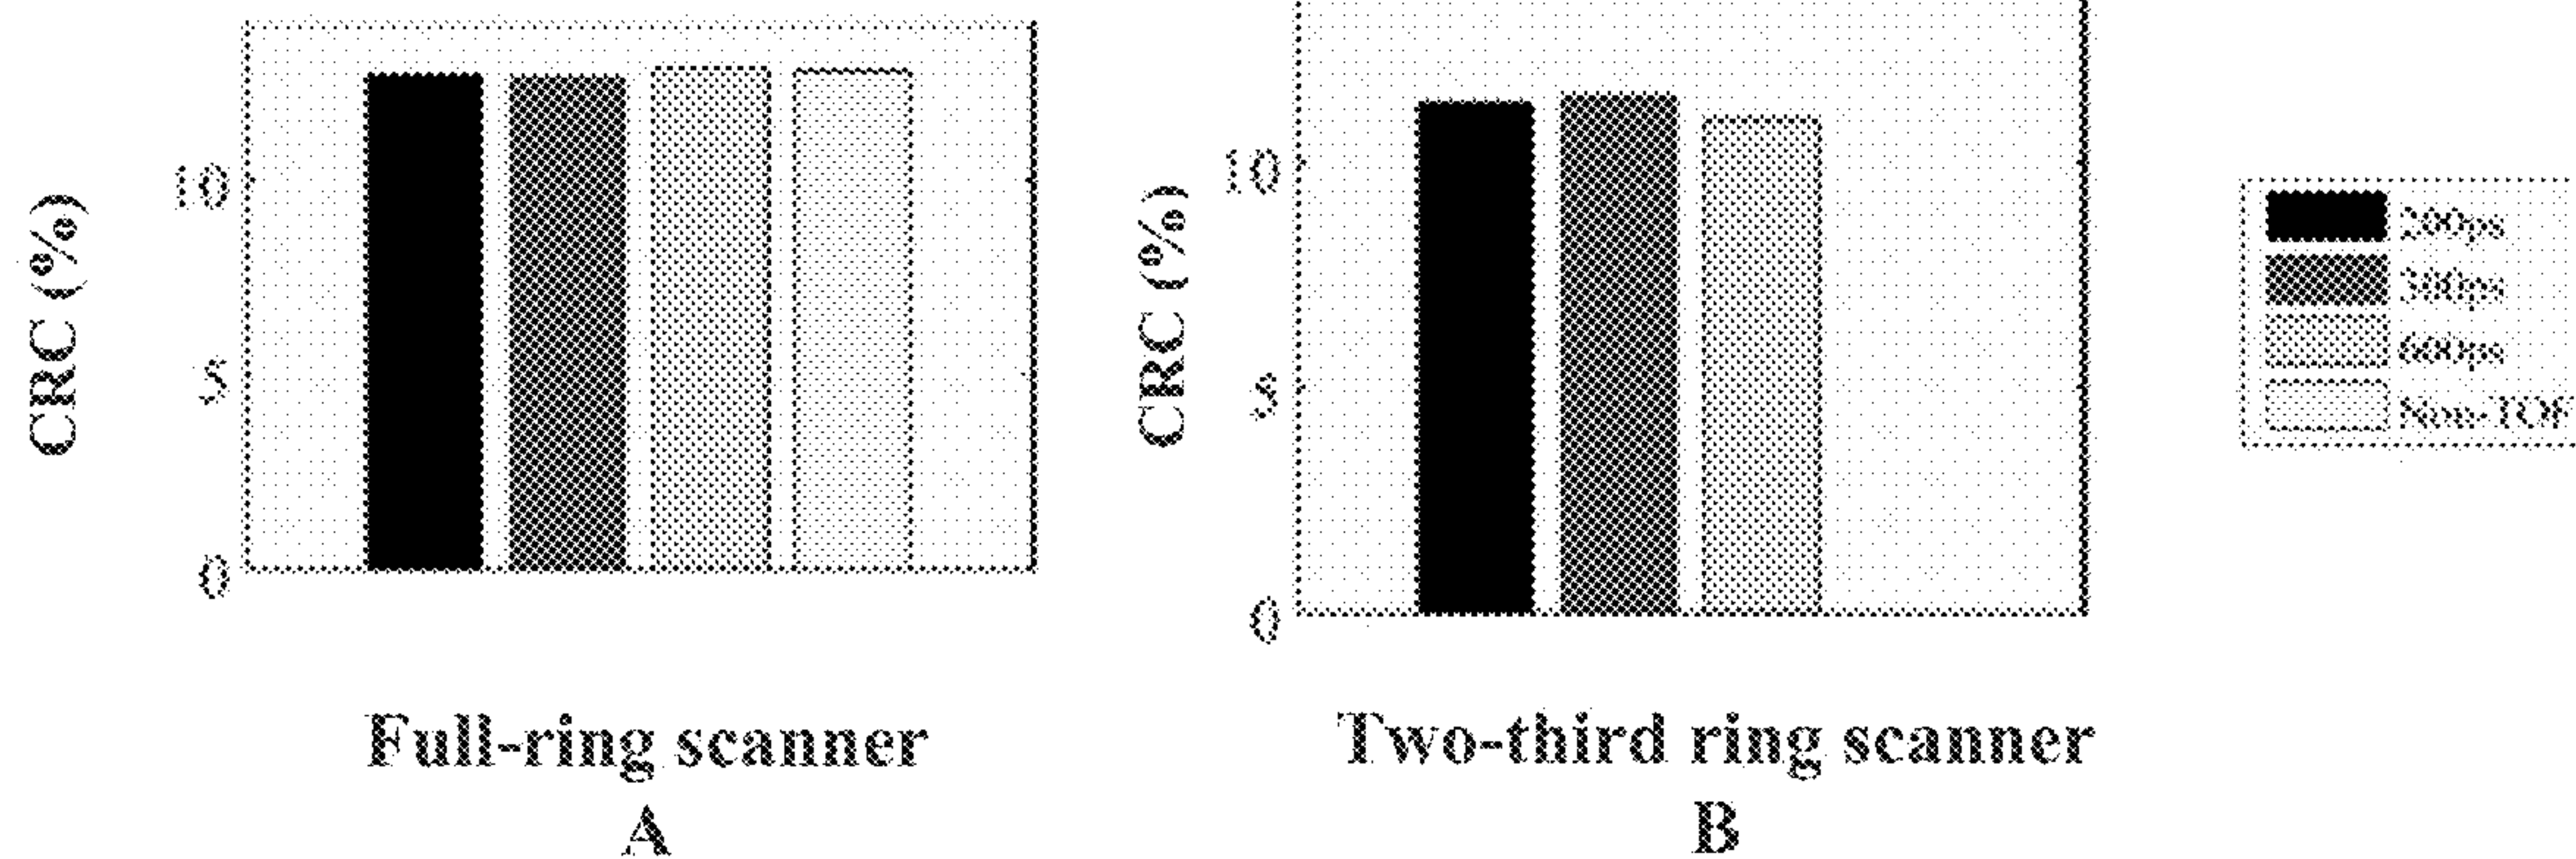 CRC (%)
10
5
0
Full-ring scanner
A
CRC (%)
10
5
0
Two-third ring scanner
B
200ps
300ps
600ps
Non-TOF